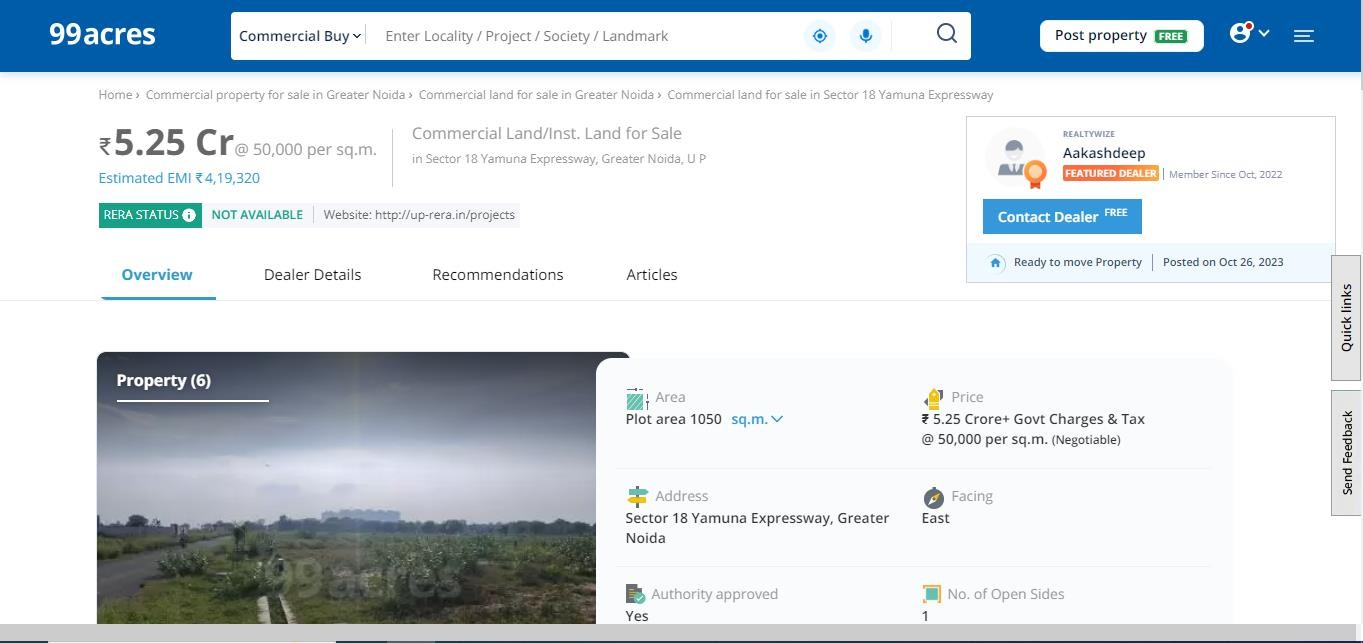 99acres
Commercial Buy
Enter Locality / Project / Society / Landmark
Post property FREE
Home › Commercial property for sale in Greater Noida › Commercial land for sale in Greater Noida › Commercial land for sale in Sector 18 Yamuna Expressway
₹5.25 Cr @ 50,000 per sq.m.
Estimated EMI ₹ 4,19,320
Commercial Land/Inst. Land for Sale
in Sector 18 Yamuna Expressway, Greater Noida, U P
RERA STATUS i NOT AVAILABLE Website: http://up-rera.in/projects
REALTYWIZE
Aakashdeep
FEATURED DEALER Member Since Oct, 2022
Contact Dealer FREE
Ready to move Property Posted on Oct 26, 2023
Overview
Dealer Details
Recommendations
Articles
Quick links
Send Feedback
Property (6)
99acres
Area
Plot area 1050 sq.m.
Price
₹ 5.25 Crore+ Govt Charges & Tax
@ 50,000 per sq.m. (Negotiable)
Address
Sector 18 Yamuna Expressway, Greater
Noida
Facing
East
Authority approved
Yes
No. of Open Sides
1